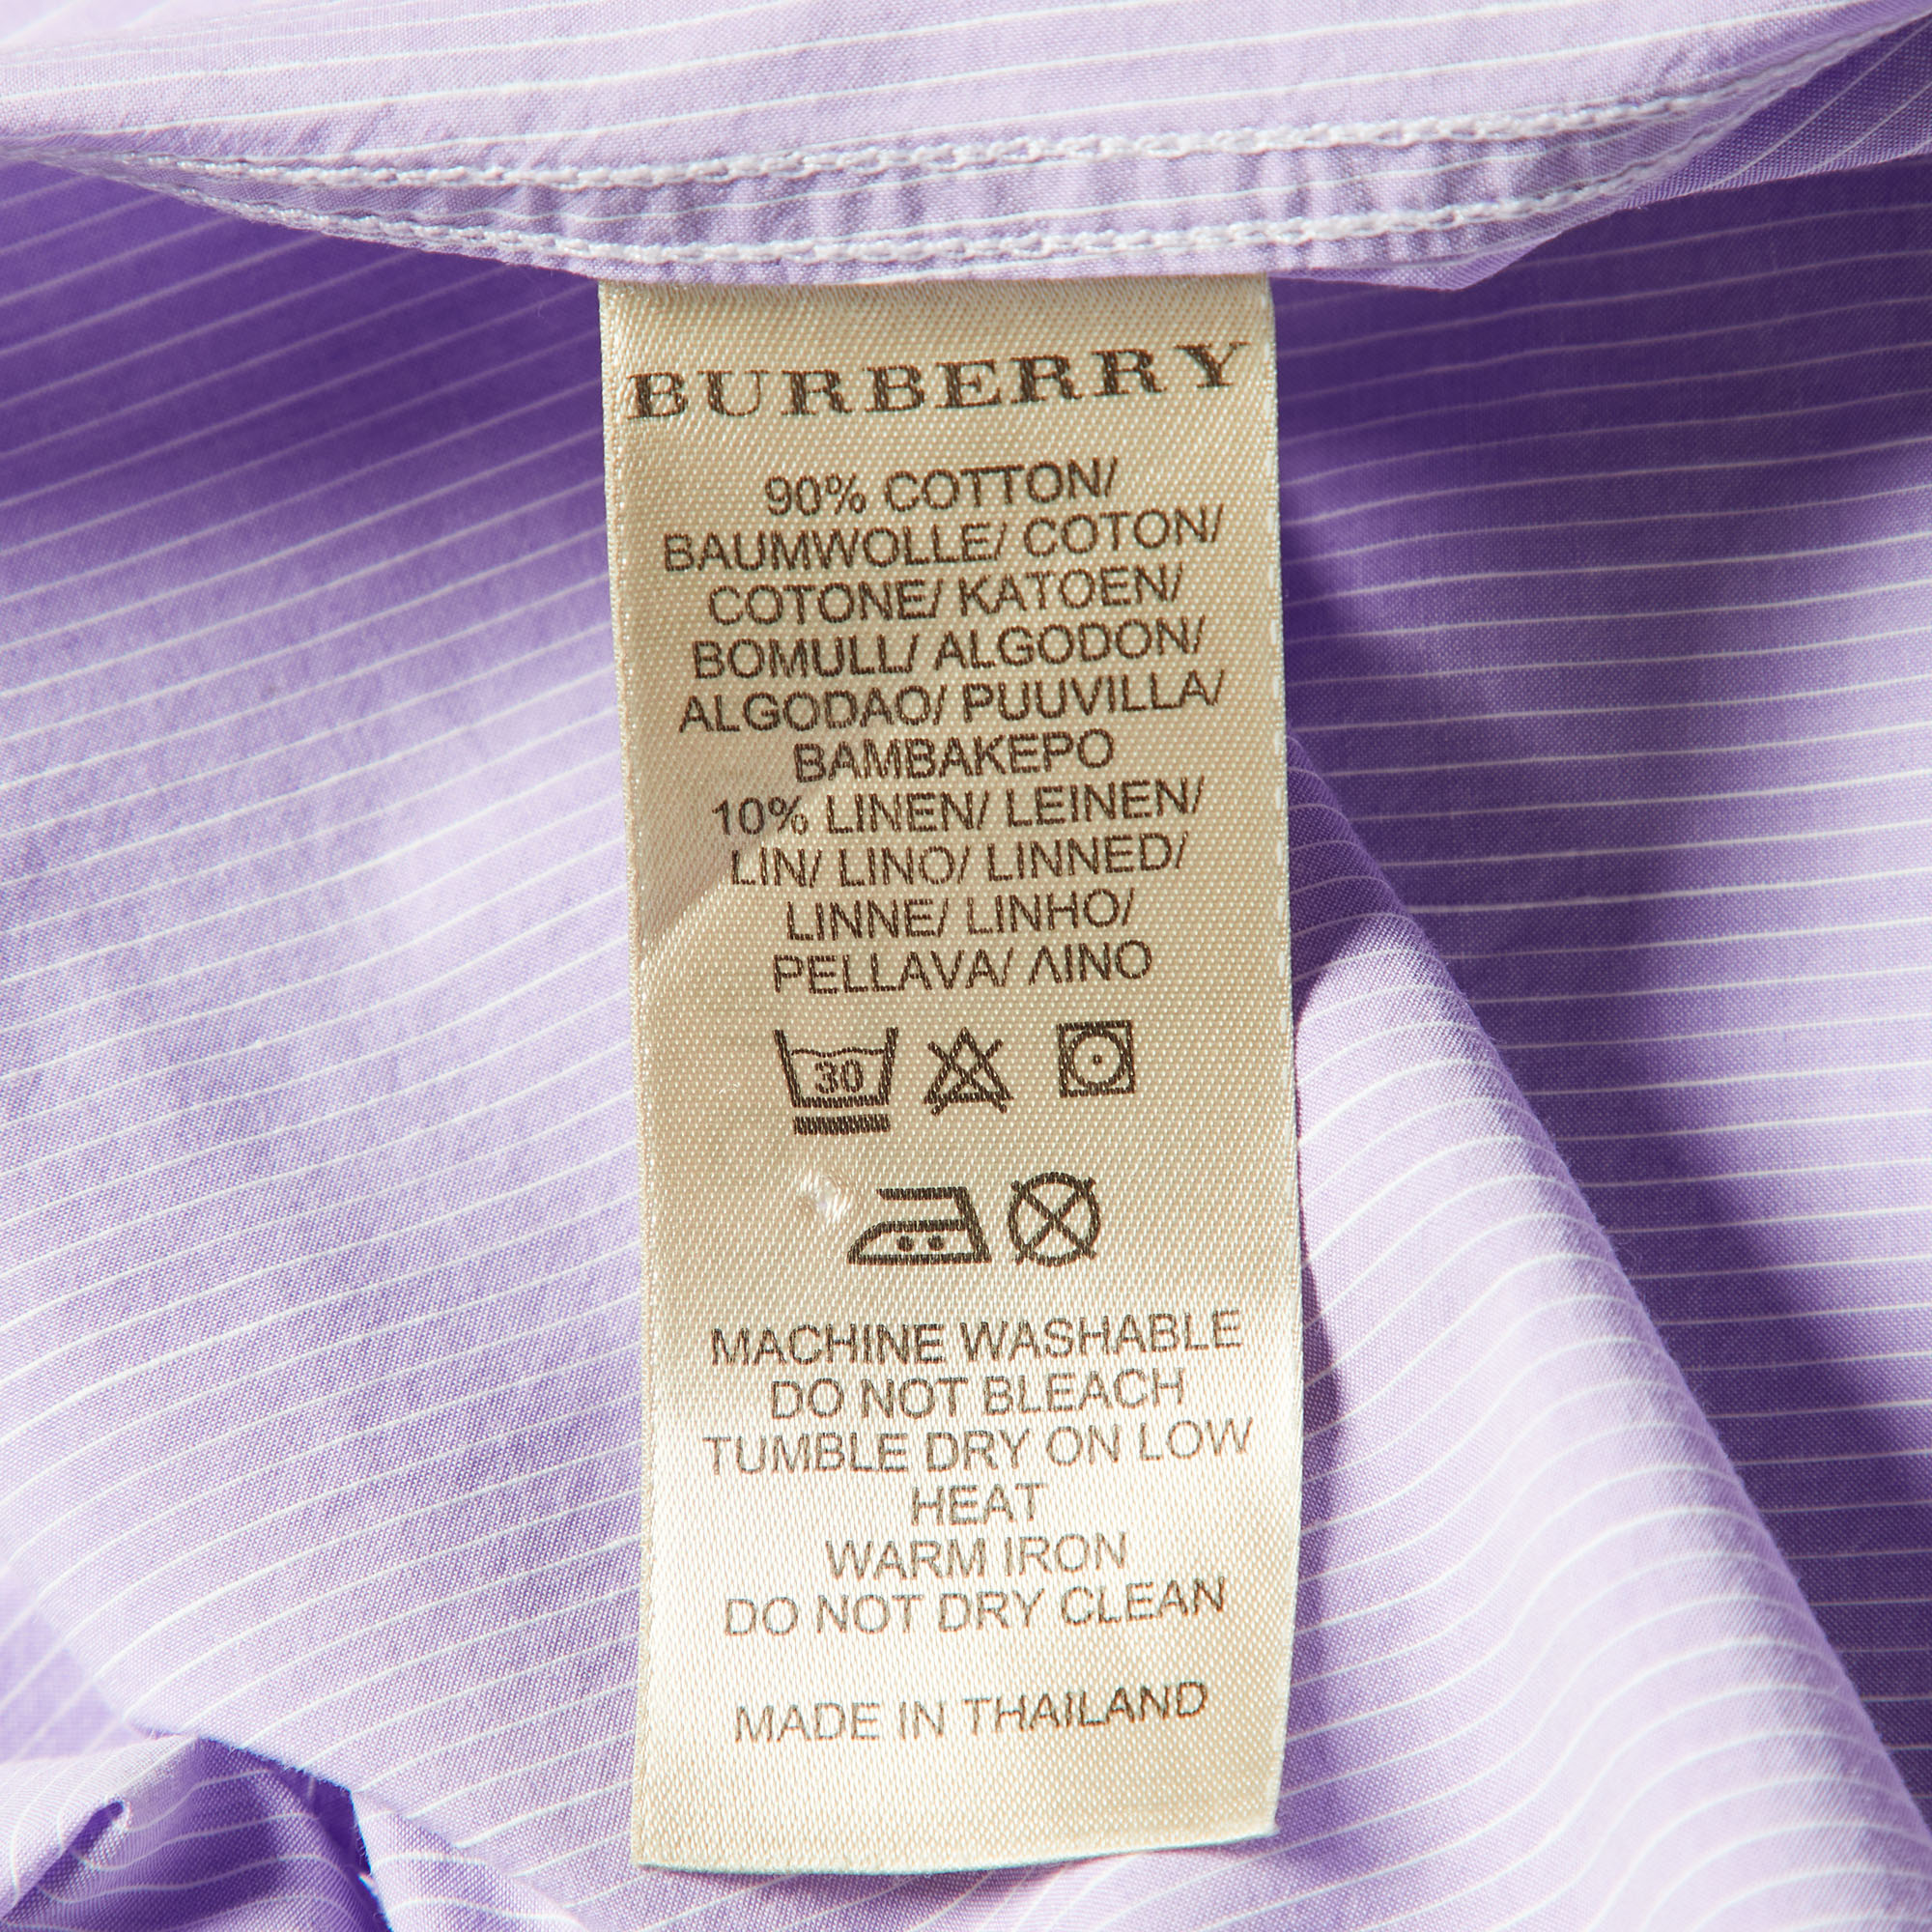 BURBERRY
90% COTTON/
BAUMWOLLE/ COTON/
COTONE/ KATOEN/
BOMULL/ ALGODON/
ALGODAO/ PUUVILLA/
BAMBAKEPO
10% LINEN/ LEINEN/
LIN/ LINO/ LINNED/
LINNE/ LINHO/
PELLAVA/ ΛINO
30
MACHINE WASHABLE
DO NOT BLEACH
TUMBLE DRY ON LOW
HEAT
WARM IRON
DO NOT DRY CLEAN
MADE IN THAILAND